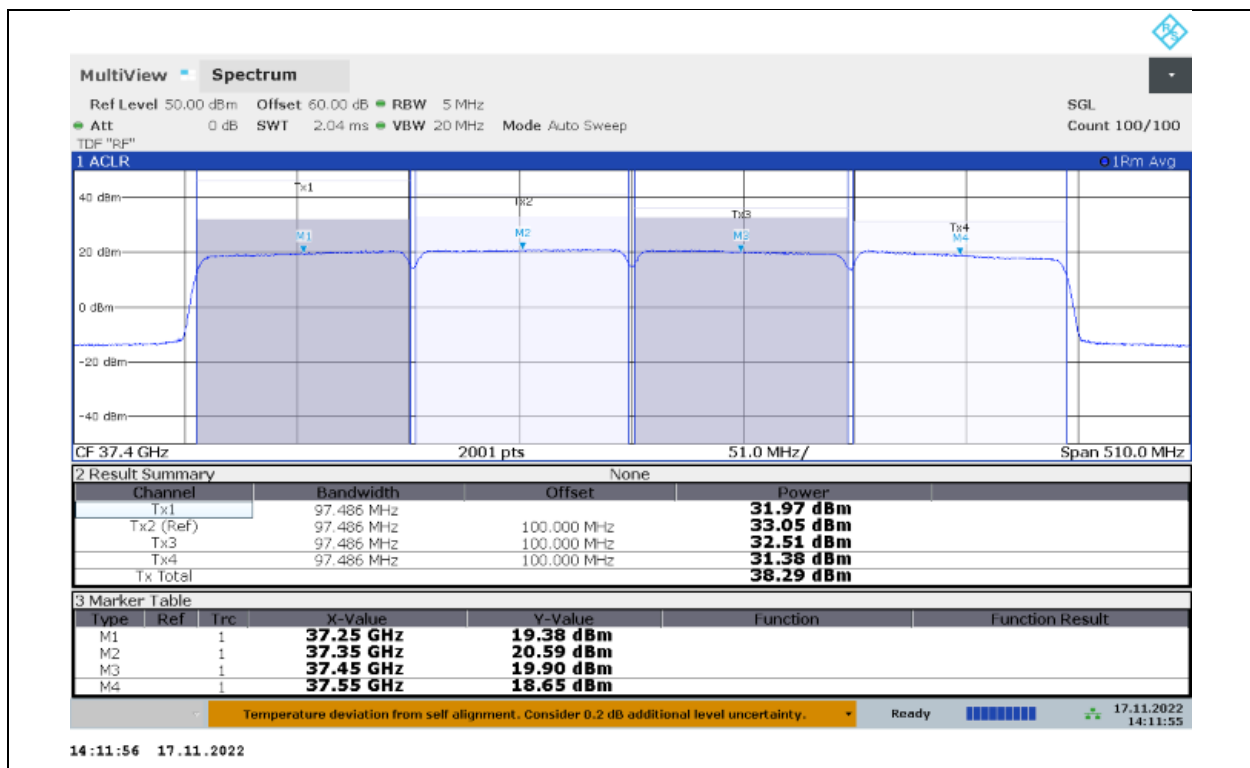 R&S
MultiView Spectrum
Ref Level 50.00 dBm Offset 60.00 dB RBW 5 MHz SGL
Att 0 dB SWT 2.04 ms VBW 20 MHz Mode Auto Sweep Count 100/100
TDF "RF"
1 ACLR 1Rm Avg
40 dBm
Tx1
Tx2
Tx3
Tx4
M1
M2
M3
M4
20 dBm
0 dBm
-20 dBm
-40 dBm
CF 37.4 GHz 2001 pts 51.0 MHz/ Span 510.0 MHz
2 Result Summary None
Channel Bandwidth Offset Power
Tx1 97.486 MHz 31.97 dBm
Tx2 (Ref) 97.486 MHz 100.000 MHz 33.05 dBm
Tx3 97.486 MHz 100.000 MHz 32.51 dBm
Tx4 97.486 MHz 100.000 MHz 31.38 dBm
Tx Total 38.29 dBm
3 Marker Table
Type Ref Trc X-Value Y-Value Function Function Result
M1 1 37.25 GHz 19.38 dBm
M2 1 37.35 GHz 20.59 dBm
M3 1 37.45 GHz 19.90 dBm
M4 1 37.55 GHz 18.65 dBm
Temperature deviation from self alignment. Consider 0.2 dB additional level uncertainty. Ready 17.11.2022
14:11:55
14:11:56 17.11.2022